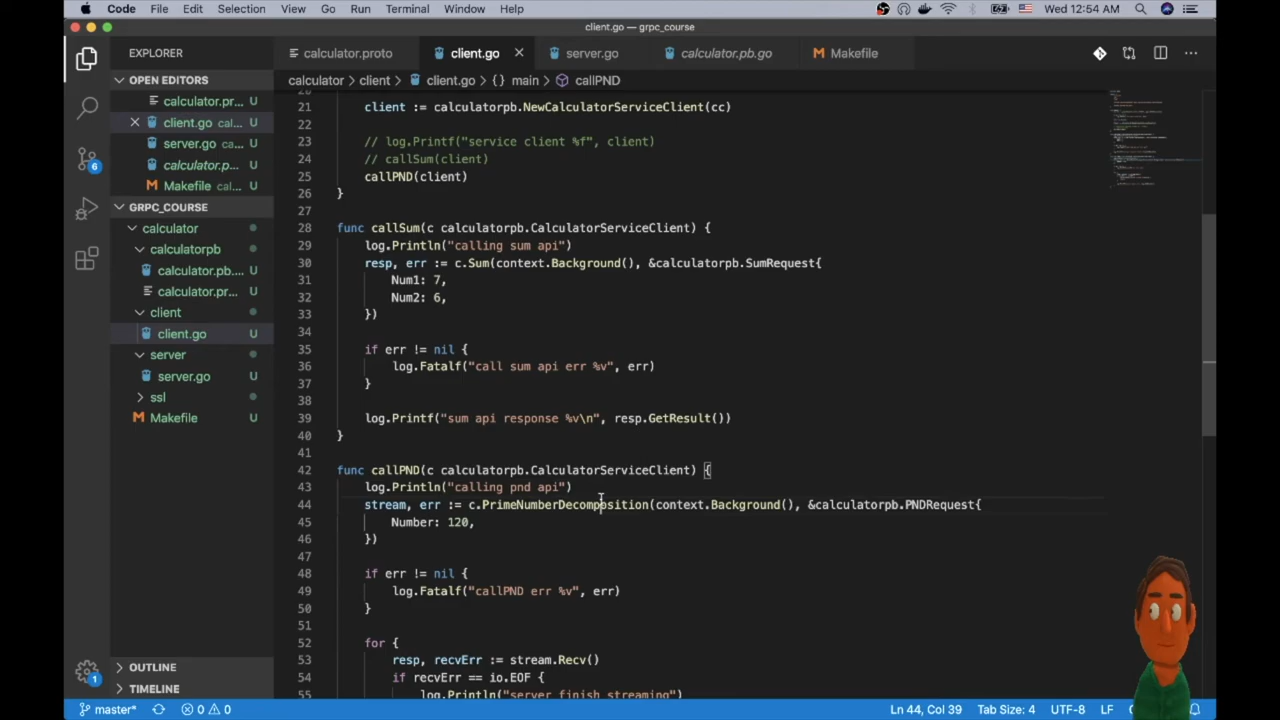 Code File Edit Selection View Go Run Terminal Window Help Wed 12:54 AM
client.go — grpc_course
EXPLORER
OPEN EDITORS
calculator.pr... U
client.go cal... U
server.go ca... U
calculator.p... U
Makefile cal... U
GRPC_COURSE
calculator
calculatorpb
calculator.pb.... U
calculator.pr... U
client
client.go U
server
server.go U
ssl
Makefile U
OUTLINE
TIMELINE
6
1
calculator.proto client.go server.go calculator.pb.go Makefile
calculator > client > client.go > {} main > callPND
20
21 client := calculatorpb.NewCalculatorServiceClient(cc)
22
23 // log.Printf("service client %f", client)
24 // callSum(client)
25 callPND(client)
26 }
27
28 func callSum(c calculatorpb.CalculatorServiceClient) {
29 log.Println("calling sum api")
30 resp, err := c.Sum(context.Background(), &calculatorpb.SumRequest{
31 Num1: 7,
32 Num2: 6,
33 })
34
35 if err != nil {
36 log.Fatalf("call sum api err %v", err)
37 }
38
39 log.Printf("sum api response %v\n", resp.GetResult())
40 }
41
42 func callPND(c calculatorpb.CalculatorServiceClient) {
43 log.Println("calling pnd api")
44 stream, err := c.PrimeNumberDecomposition(context.Background(), &calculatorpb.PNDRequest{
45 Number: 120,
46 })
47
48 if err != nil {
49 log.Fatalf("callPND err %v", err)
50 }
51
52 for {
53 resp, recvErr := stream.Recv()
54 if recvErr == io.EOF {
55 log.Println("server finish streaming")
master* 0 0 Ln 44, Col 39 Tab Size: 4 UTF-8 LF